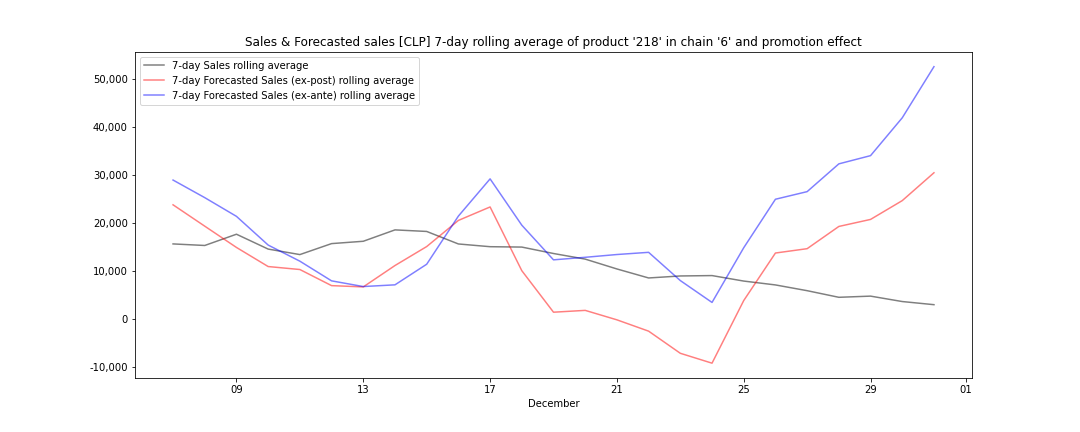 Sales & Forecasted sales [CLP] 7-day rolling average of product '218' in chain '6' and promotion effect
7-day Sales rolling average
7-day Forecasted Sales (ex-post) rolling average
7-day Forecasted Sales (ex-ante) rolling average
50,000
40,000
30,000
20,000
10,000
0
-10,000
09 13 17 21 25 29 01
December